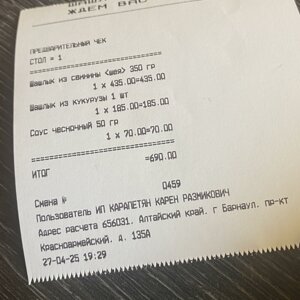 ЖДЕМ ВАС
ПРЕДВАРИТЕЛЬНЫЙ ЧЕК
СТОЛ = 1
Шашлык из свинины (шея) 350 гр
1 x 435.00=435.00
Шашлык из кукурузы 1 шт
1 x 185.00=185.00
Соус чесночный 50 гр
1 x 70.00=70.00
ИТОГ =690.00
Смена № 0459
Пользователь ИП КАРАПЕТЯН КАРЕН РАЗМИКОВИЧ
Адрес расчета 656031. Алтайский край. г Барнаул. пр-кт
Красноармейский. д. 135А
27-04-25 19:29